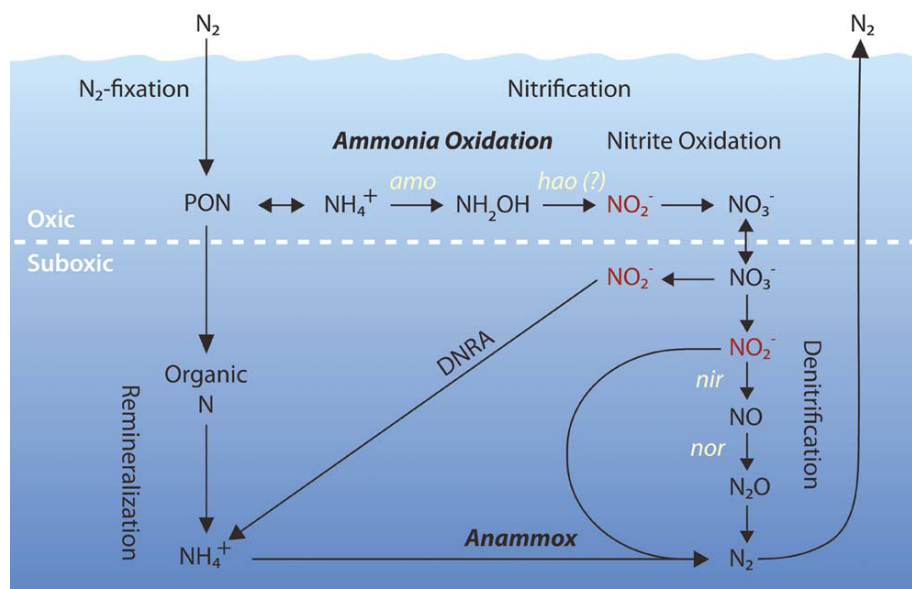 N₂
N₂
N₂-fixation
Nitrification
Ammonia Oxidation
Nitrite Oxidation
PON
NH₄⁺
amo
NH₂OH
hao (?)
NO₂⁻
NO₃⁻
Oxic
Suboxic
NO₂⁻
NO₃⁻
DNRA
NO₂⁻
Organic
N
nir
NO
nor
N₂O
Denitrification
Remineralization
NH₄⁺
Anammox
N₂